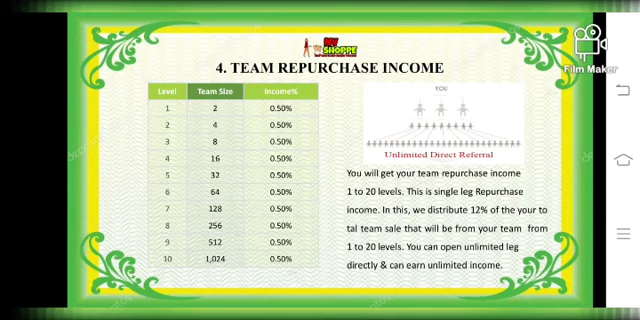 MY
SHOPPE
4. TEAM REPURCHASE INCOME
Film Maker
Level Team Size Income%
1 2 0.50%
2 4 0.50%
3 8 0.50%
4 16 0.50%
5 32 0.50%
6 64 0.50%
7 128 0.50%
8 256 0.50%
9 512 0.50%
10 1,024 0.50%
YOU
Unlimited Direct Referral
You will get your team repurchase income
1 to 20 levels. This is single leg Repurchase
income. In this, we distribute 12% of the your to
tal team sale that will be from your team from
1 to 20 levels. You can open unlimited leg
directly & can earn unlimited income.